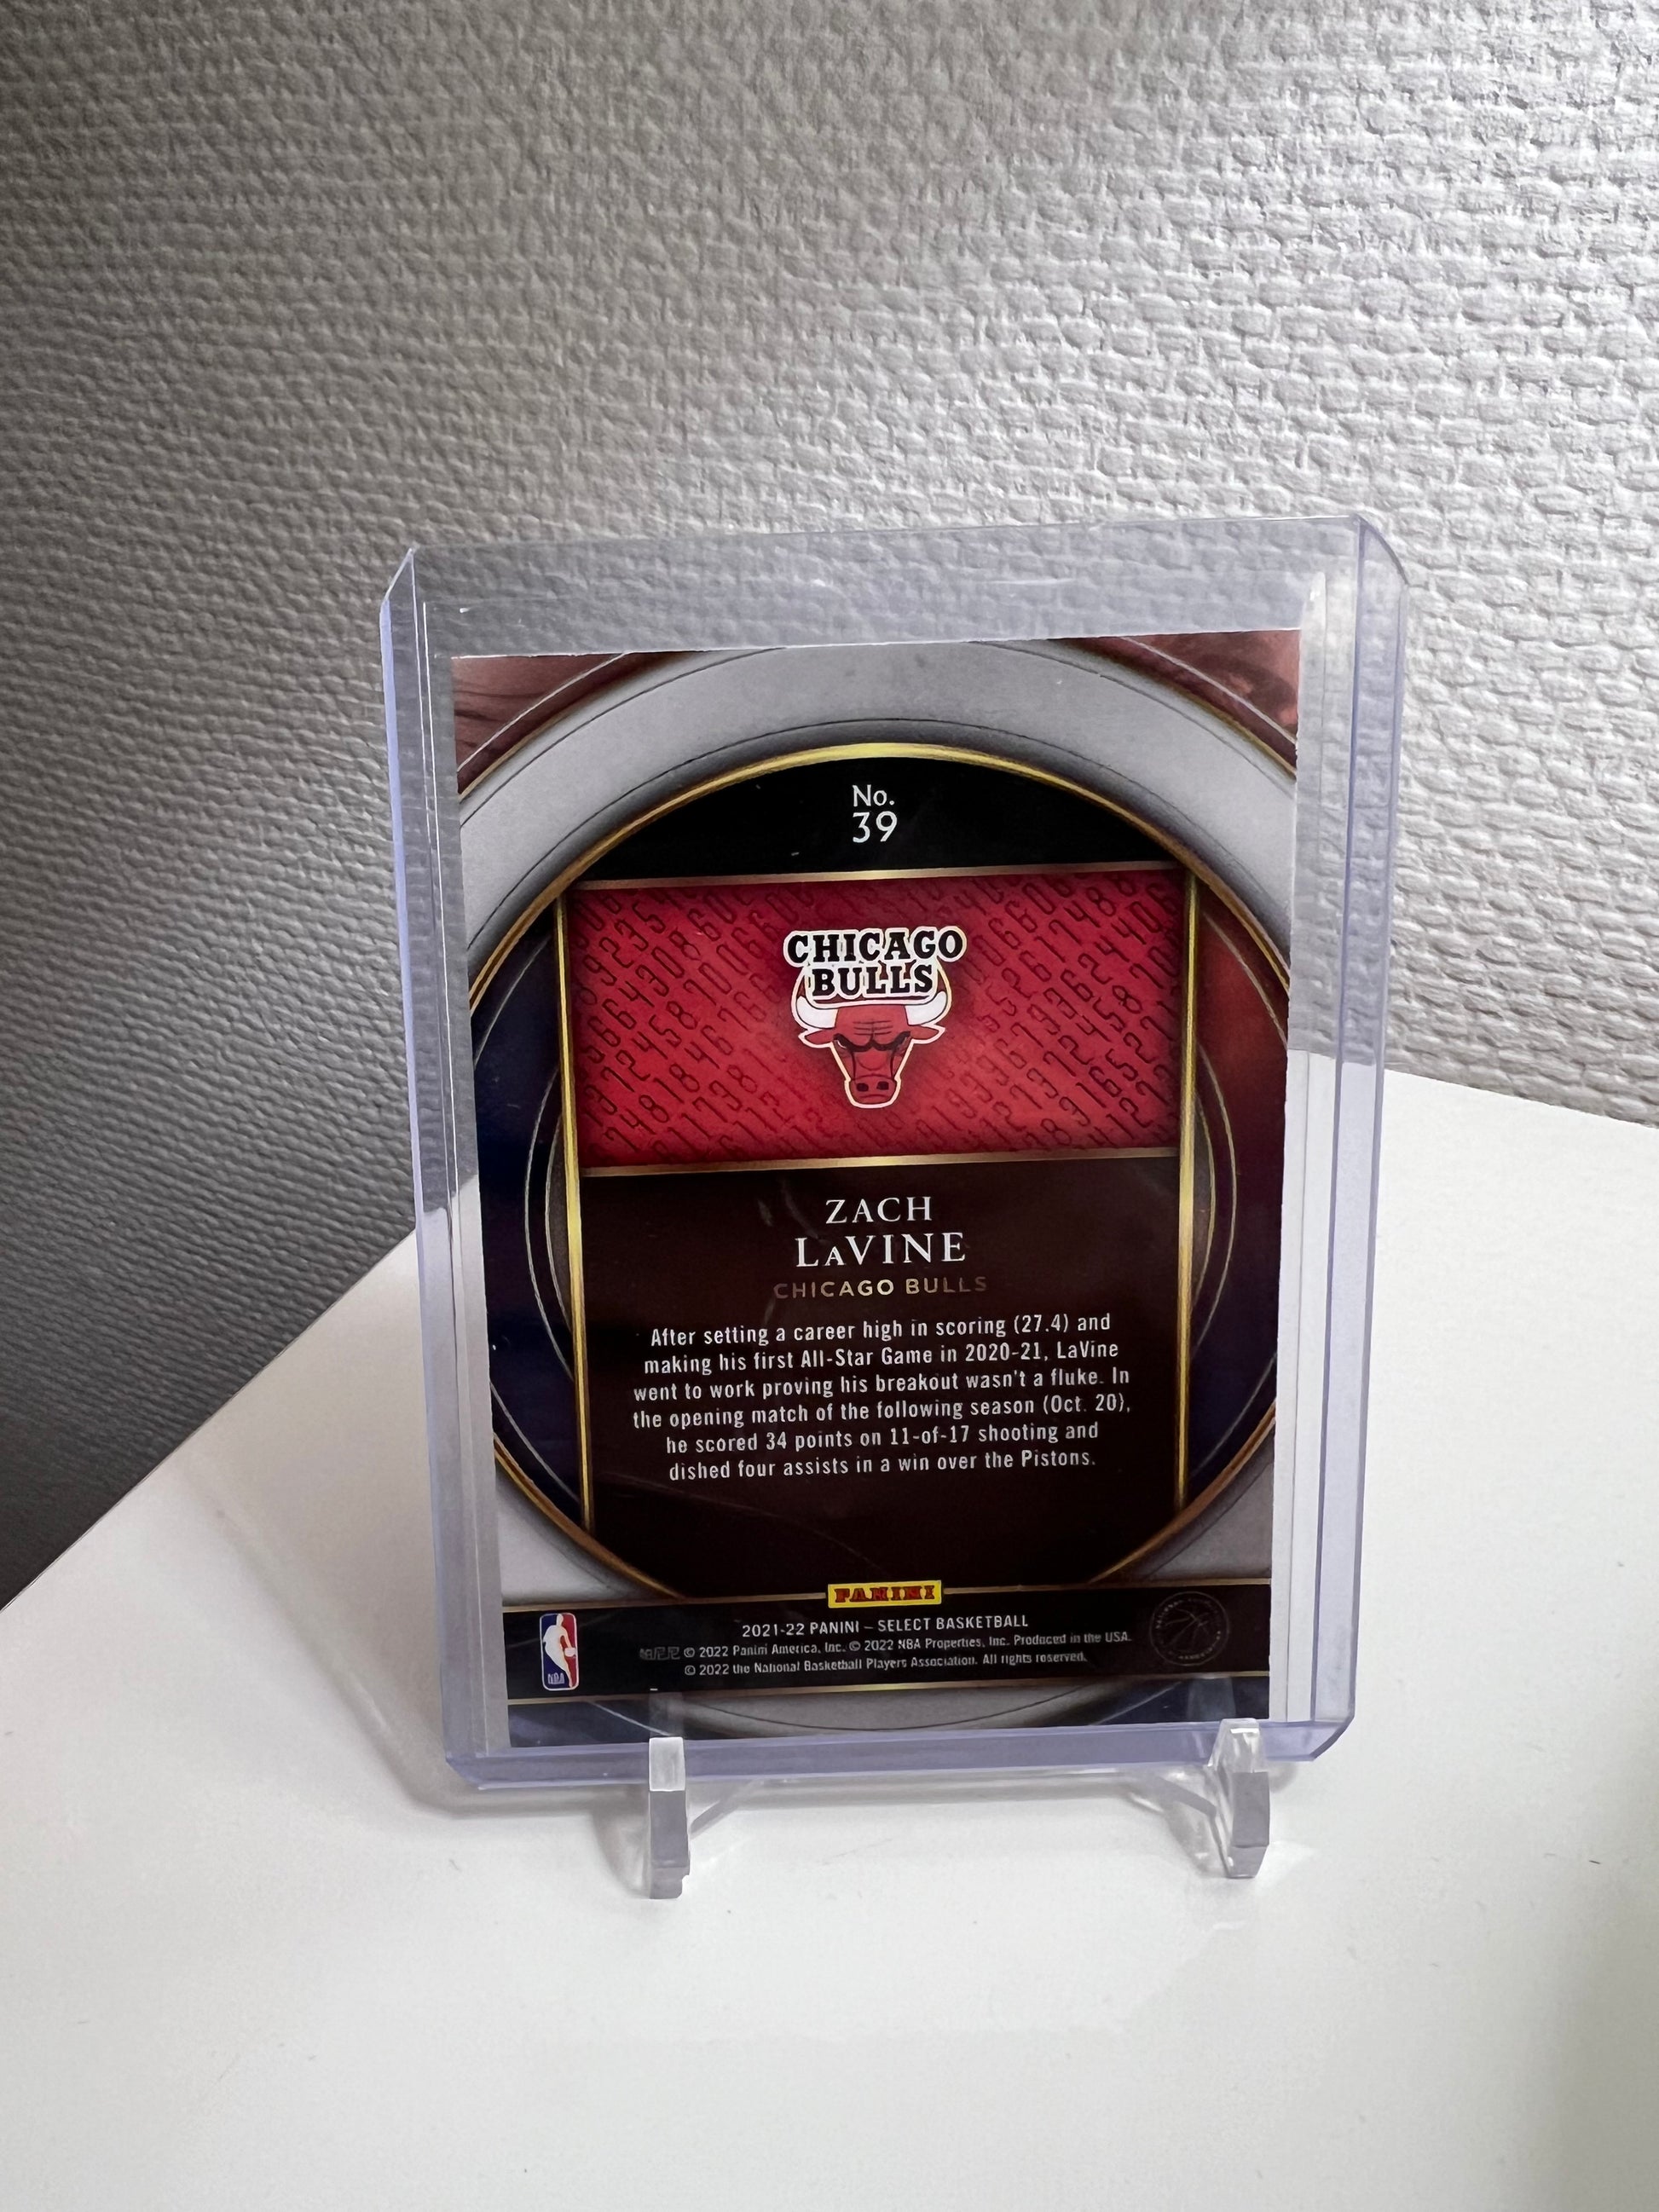 No.
39
CHICAGO
BULLS
ZACH
LaVINE
CHICAGO BULLS
After setting a career high in scoring (27.4) and
making his first All-Star Game in 2020-21, LaVine
went to work proving his breakout wasn't a fluke. In
the opening match of the following season (Oct. 20),
he scored 34 points on 11-of-17 shooting and
dished four assists in a win over the Pistons.
PANINI
2021-22 PANINI – SELECT BASKETBALL
帕尼尼 © 2022 Panini America, Inc. © 2022 NBA Properties, Inc. Produced in the USA.
© 2022 the National Basketball Players Association. All rights reserved.
NBA